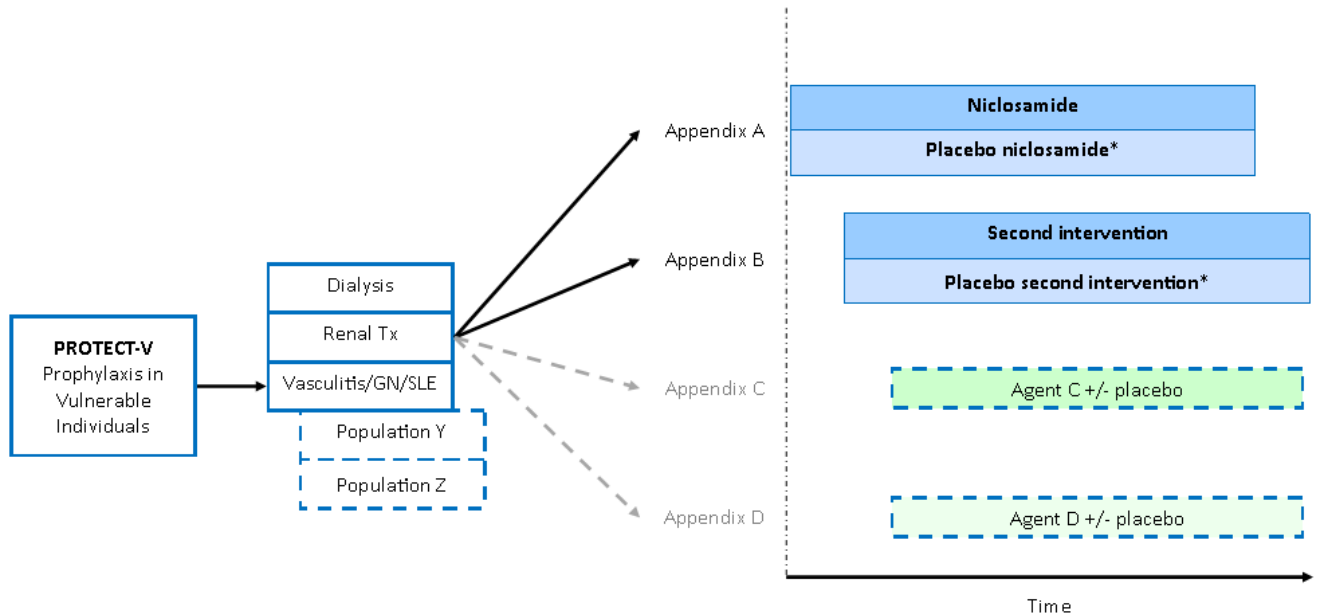 PROTECT-V
Prophylaxis in
Vulnerable
Individuals
Dialysis
Renal Tx
Vasculitis/GN/SLE
Population Y
Population Z
Appendix A
Appendix B
Appendix C
Appendix D
Niclosamide
Placebo niclosamide*
Second intervention
Placebo second intervention*
Agent C +/- placebo
Agent D +/- placebo
Time